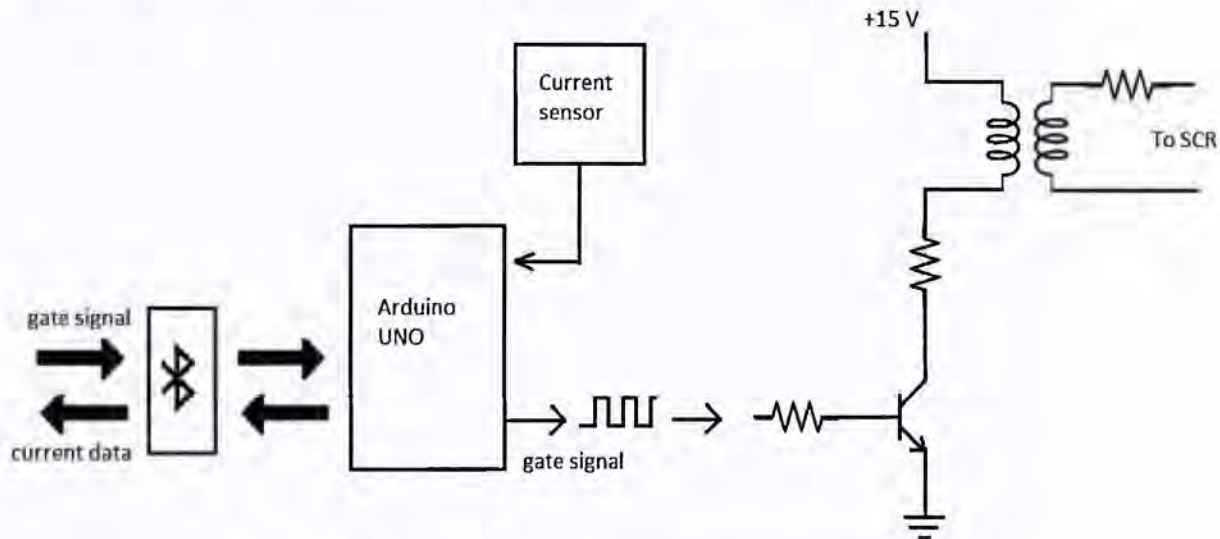 +15 V
Current
sensor
To SCR
Arduino
UNO
gate signal
current data
gate signal